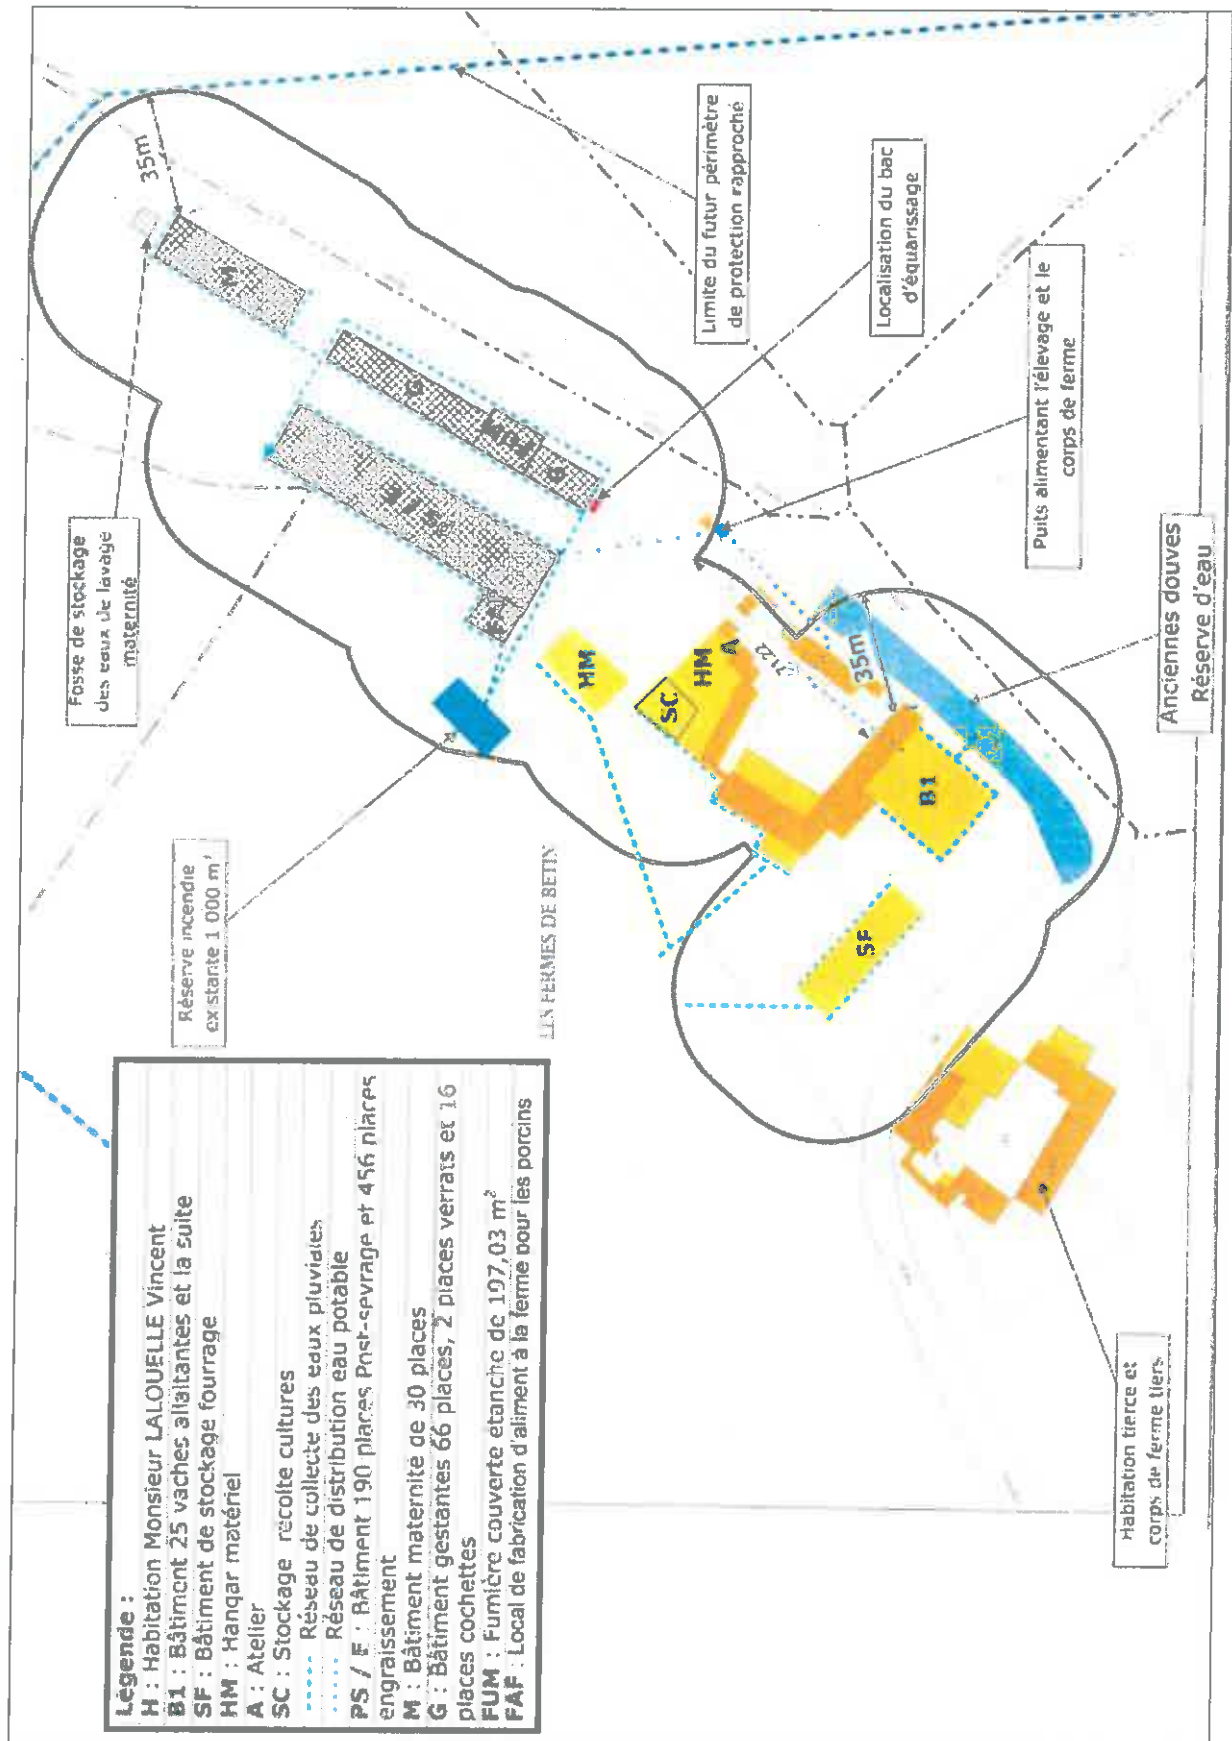 Légende :
H : Habitation Monsieur LALOUELLE Vincent
B1 : Bâtiment 25 vaches allaitantes et la suite
SF : Bâtiment de stockage fourrage
HM : Hangar matériel
A : Atelier
SC : Stockage récolte cultures
Réseau de collecte des eaux pluviales
Réseau de distribution eau potable
PS / E : Bâtiment 190 places Post-sevrage et 456 places
engraissement
M : Bâtiment maternité de 30 places
G : Bâtiment gestantes 66 places, 2 places verrats et 16
places cochettes
FUM : Fumière couverte étanche de 197,03 m²
FAF : Local de fabrication d'aliment à la ferme pour les porcins
Réserve incendie
existante 1 000 m³
Fosse de stockage
des eaux de lavage
maternité
LES FERMES DE BETIN
35m
M
G
G
HM
SC
HM
A
35m
B1
SF
Limite du futur périmètre
de protection rapproché
Localisation du bac
d'équarissage
Puits alimentant l'élevage et le
corps de ferme
Anciennes douves
Réserve d'eau
Habitation tierce et
corps de ferme tiers